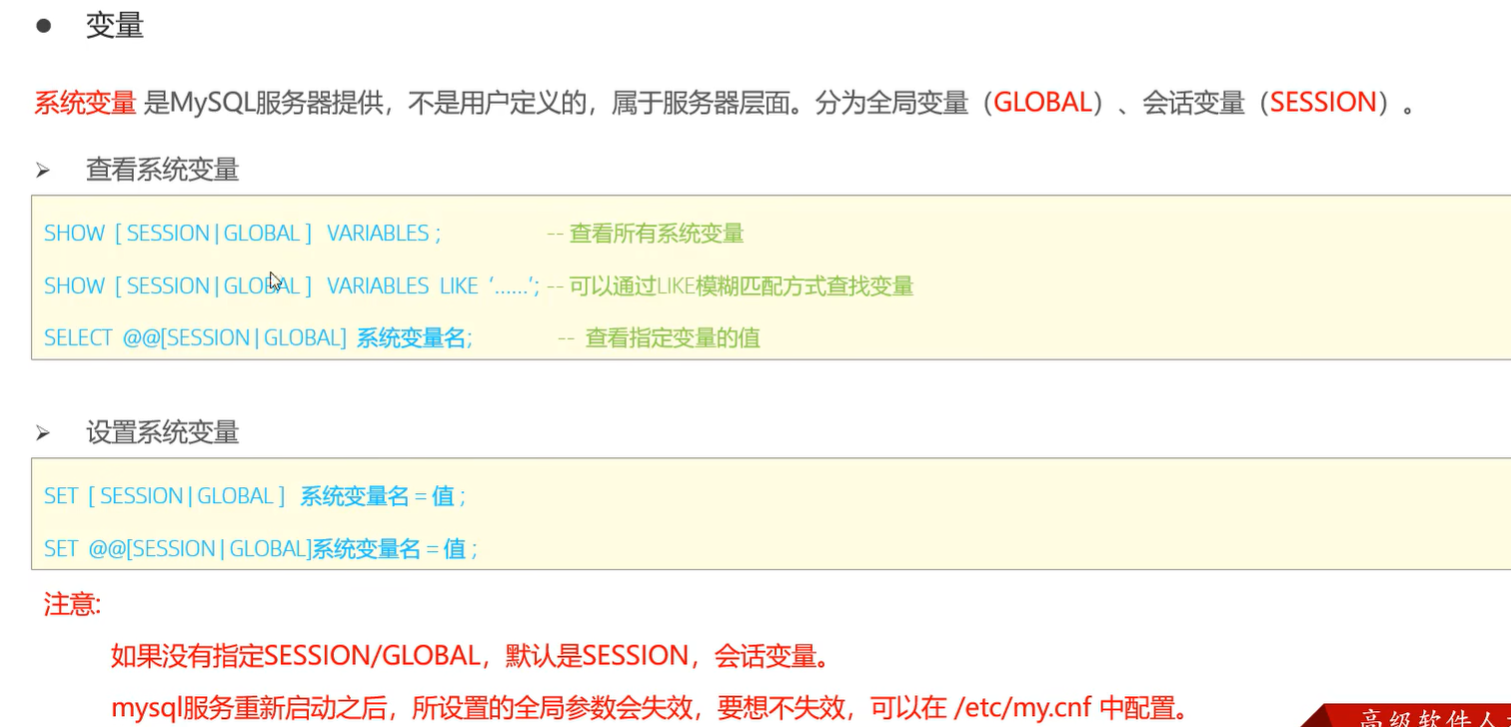 ● 变量
系统变量 是MySQL服务器提供，不是用户定义的，属于服务器层面。分为全局变量（GLOBAL）、会话变量（SESSION）。
➢ 查看系统变量
SHOW [ SESSION | GLOBAL ] VARIABLES ; -- 查看所有系统变量
SHOW [ SESSION | GLOBAL ] VARIABLES LIKE ‘......’; -- 可以通过LIKE模糊匹配方式查找变量
SELECT @@[SESSION | GLOBAL] 系统变量名; -- 查看指定变量的值
➢ 设置系统变量
SET [ SESSION | GLOBAL ] 系统变量名 = 值 ;
SET @@[SESSION | GLOBAL]系统变量名 = 值 ;
注意:
如果没有指定SESSION/GLOBAL，默认是SESSION，会话变量。
mysql服务重新启动之后，所设置的全局参数会失效，要想不失效，可以在 /etc/my.cnf 中配置。
高级软件人